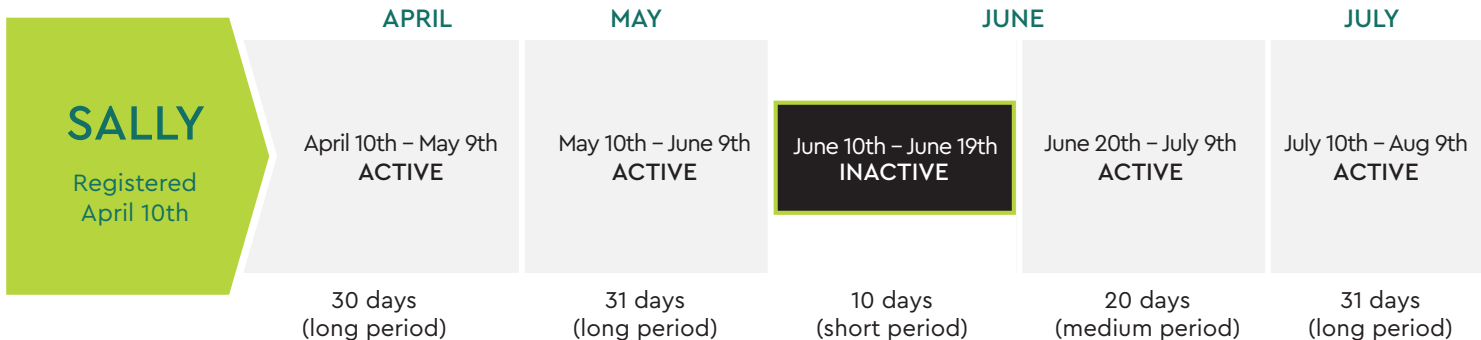 APRIL
MAY
JUNE
JULY
SALLY
Registered
April 10th
April 10th – May 9th
ACTIVE
May 10th – June 9th
ACTIVE
June 10th – June 19th
INACTIVE
June 20th – July 9th
ACTIVE
July 10th – Aug 9th
ACTIVE
30 days
(long period)
31 days
(long period)
10 days
(short period)
20 days
(medium period)
31 days
(long period)